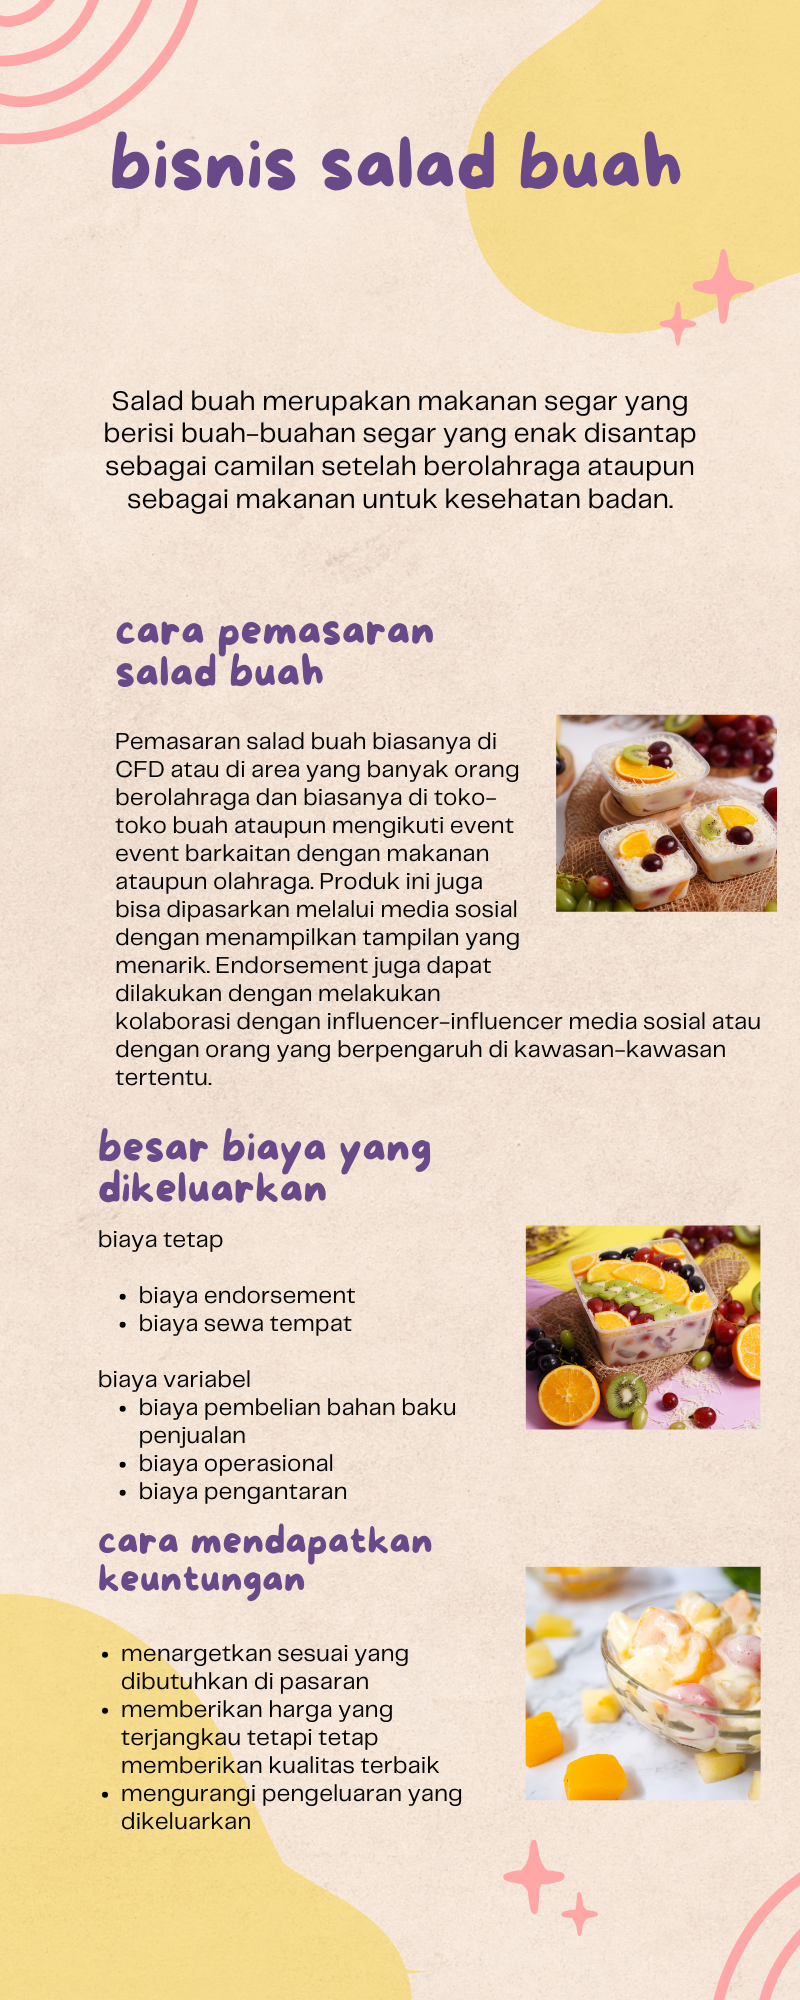 bisnis salad buah
Salad buah merupakan makanan segar yang
berisi buah-buahan segar yang enak disantap
sebagai camilan setelah berolahraga ataupun
sebagai makanan untuk kesehatan badan.
cara pemasaran
salad buah
Pemasaran salad buah biasanya di
CFD atau di area yang banyak orang
berolahraga dan biasanya di toko-
toko buah ataupun mengikuti event
event barkaitan dengan makanan
ataupun olahraga. Produk ini juga
bisa dipasarkan melalui media sosial
dengan menampilkan tampilan yang
menarik. Endorsement juga dapat
dilakukan dengan melakukan
kolaborasi dengan influencer-influencer media sosial atau
dengan orang yang berpengaruh di kawasan-kawasan
tertentu.
besar biaya yang
dikeluarkan
biaya tetap
• biaya endorsement
• biaya sewa tempat
biaya variabel
• biaya pembelian bahan baku
penjualan
• biaya operasional
• biaya pengantaran
cara mendapatkan
keuntungan
• menargetkan sesuai yang
dibutuhkan di pasaran
• memberikan harga yang
terjangkau tetapi tetap
memberikan kualitas terbaik
• mengurangi pengeluaran yang
dikeluarkan